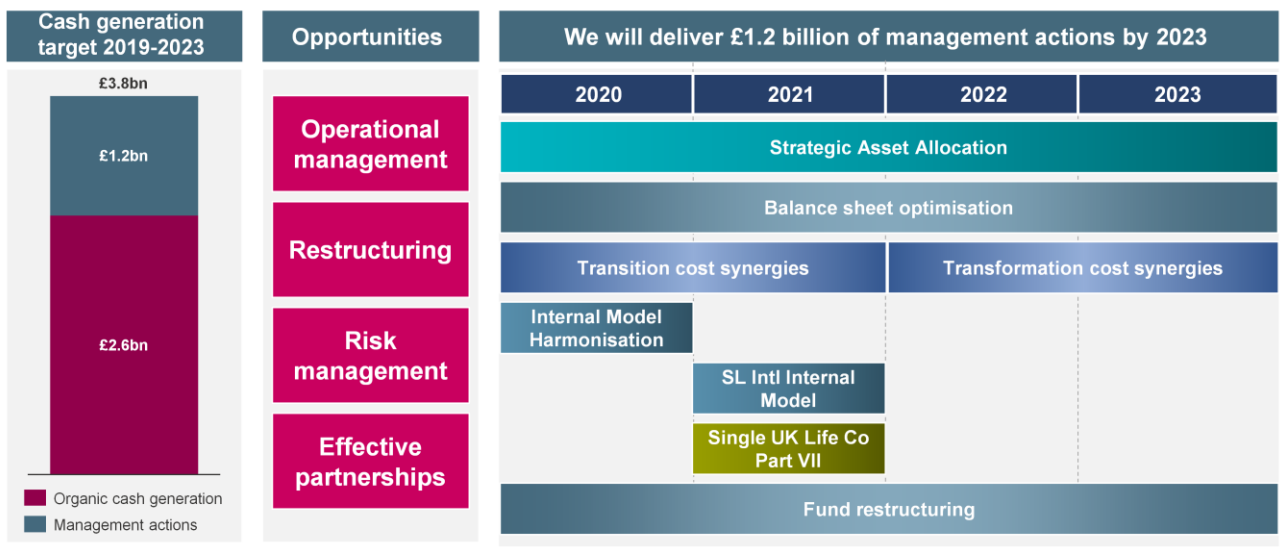 Cash generation
target 2019-2023
£3.8bn
£1.2bn
£2.6bn
Organic cash generation
Management actions
Opportunities
Operational
management
Restructuring
Risk
management
Effective
partnerships
We will deliver £1.2 billion of management actions by 2023
2020 2021 2022 2023
Strategic Asset Allocation
Balance sheet optimisation
Transition cost synergies Transformation cost synergies
Internal Model
Harmonisation
SL Intl Internal
Model
Single UK Life Co
Part VII
Fund restructuring